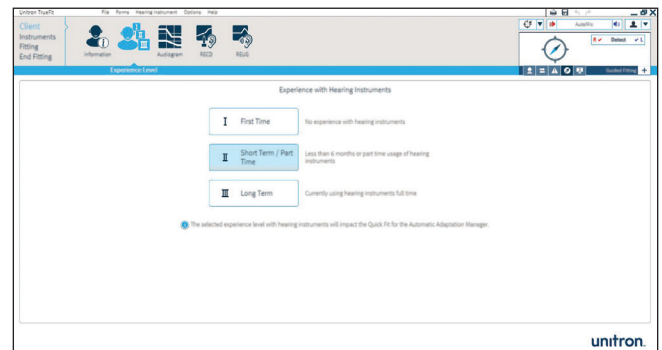 Unitron TrueFit
File Forms Hearing Instrument Options Help
Client
Instruments
Fitting
End Fitting
Information
Audiogram
RECD
REUG
AutoPro
R Detect L
Guided Fitting
Experience Level
Experience with Hearing Instruments
I First Time No experience with hearing instruments
II Short Term / Part Time Less than 6 months or part time usage of hearing instruments
III Long Term Currently using hearing instruments full time
The selected experience level with hearing instruments will impact the Quick Fit for the Automatic Adaptation Manager.
unitron.